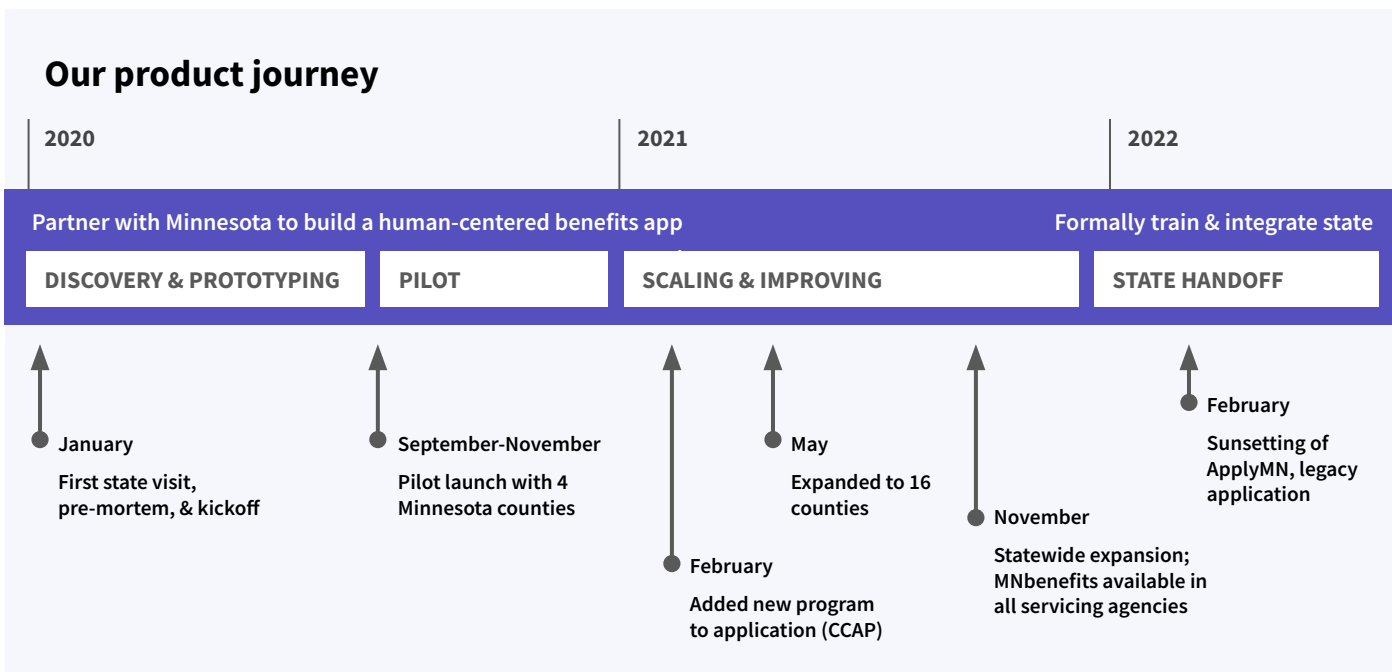 Our product journey
2020
2021
2022
Partner with Minnesota to build a human-centered benefits app
Formally train & integrate state
DISCOVERY & PROTOTYPING
PILOT
SCALING & IMPROVING
STATE HANDOFF
January
First state visit,
pre-mortem, & kickoff
September-November
Pilot launch with 4
Minnesota counties
February
Added new program
to application (CCAP)
May
Expanded to 16
counties
November
Statewide expansion;
MNbenefits available in
all servicing agencies
February
Sunsetting of
ApplyMN, legacy
application